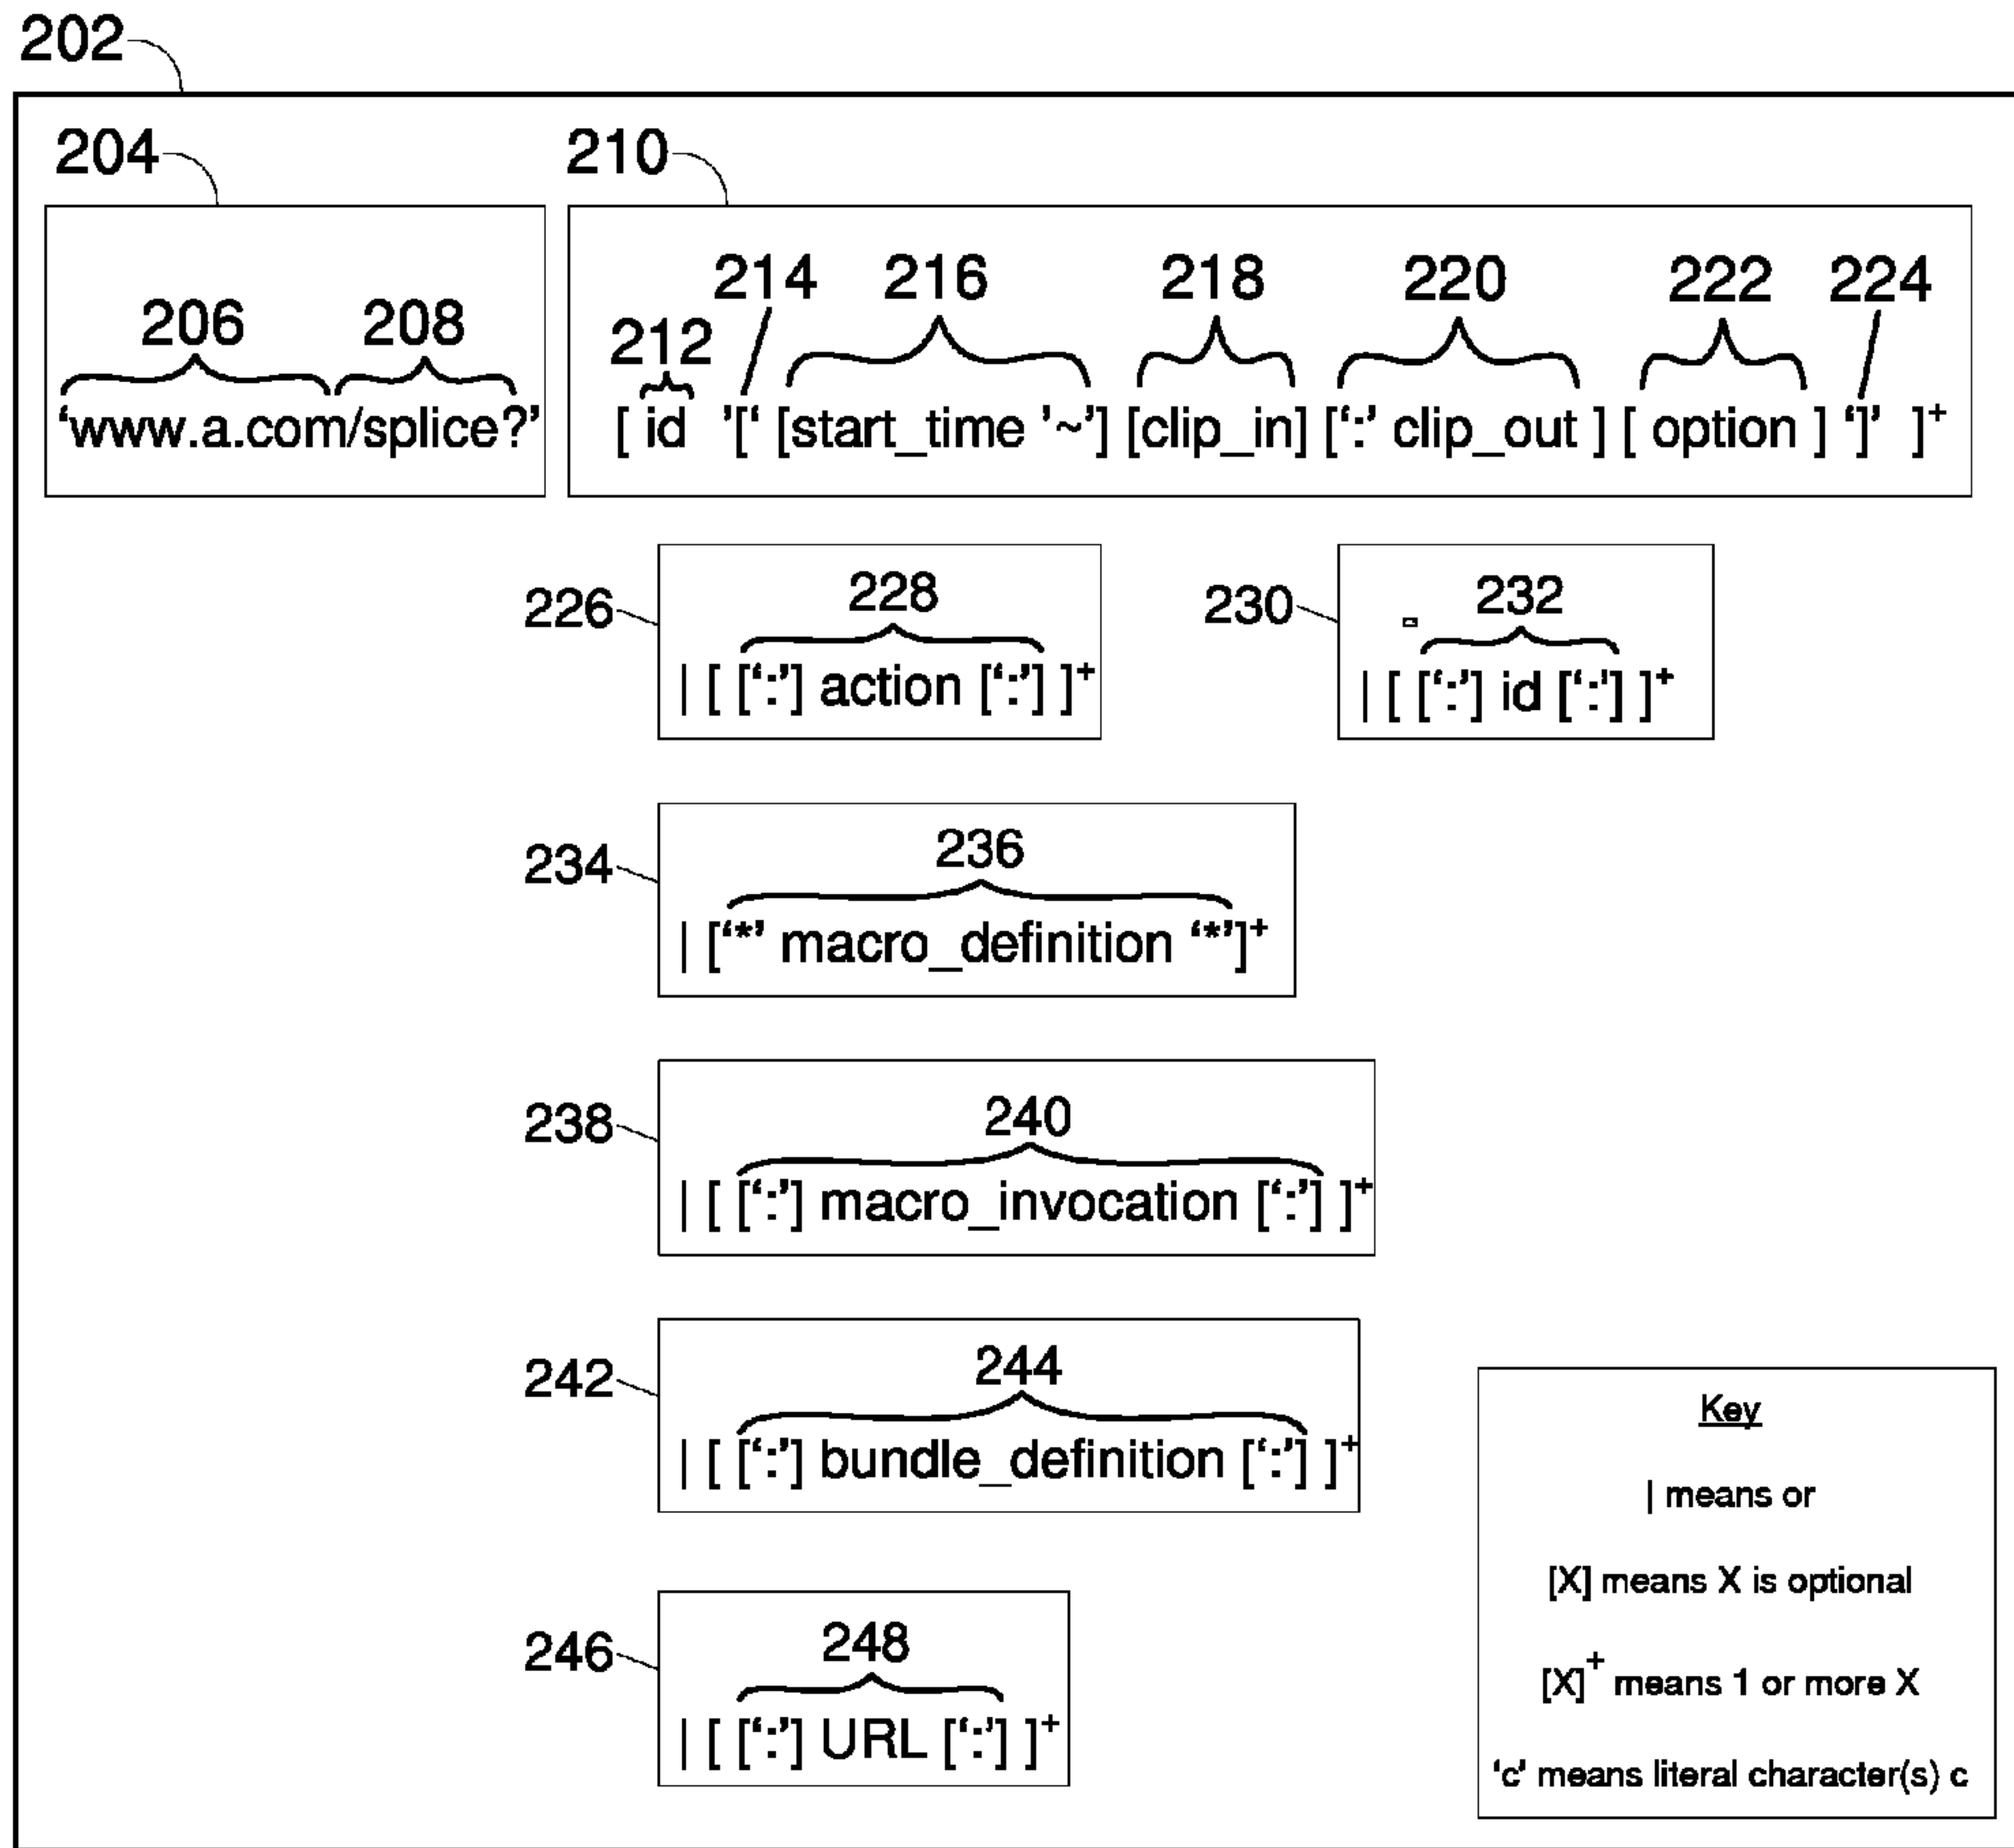 202
204
210
206 208
212 214 216 218 220 222 224
‘www.a.com/splice?’
[ id ’[‘ [start_time ’~’] [clip_in] [‘:’ clip_out ] [ option ] ‘]’ ]+
226
228
| [ [‘:’] action [‘:’] ]+
230
232
| [ [‘:’] id [‘:’] ]+
234
236
| [‘*’ macro_definition ‘*’]+
238
240
| [ [‘:’] macro_invocation [‘:’] ]+
242
244
| [ [‘:’] bundle_definition [‘:’] ]+
246
248
| [ [‘:’] URL [‘:’] ]+
Key
| means or
[X] means X is optional
[X]+ means 1 or more X
‘c’ means literal character(s) c